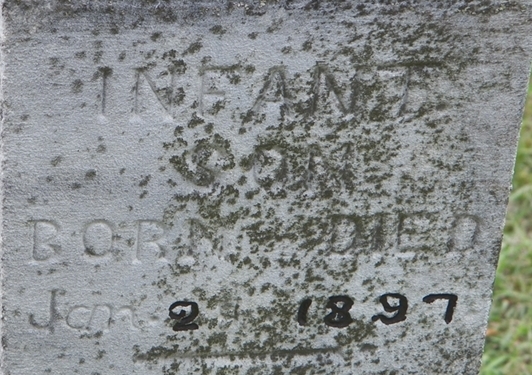 INFANT
SON
BORN & DIED
Jan. 2 1897